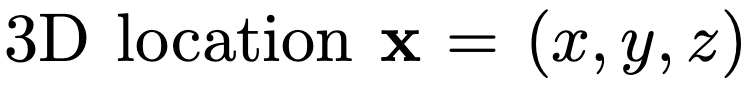 3D location x = (x, y, z)